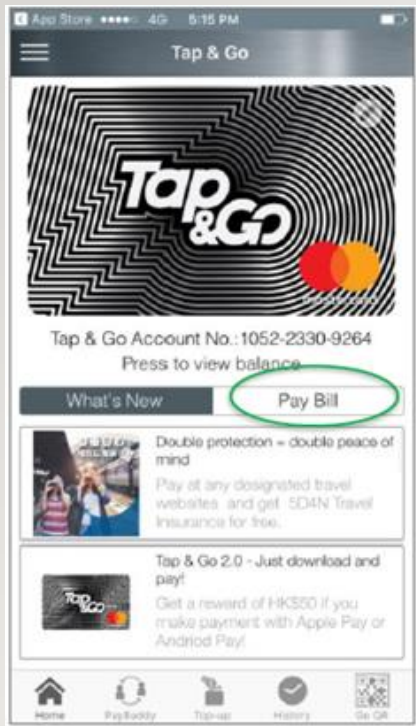 App Store 4G 5:15 PM
Tap & Go
Tap
&GO
Tap & Go Account No.:1052-2330-9264
Press to view balance
What's New
Pay Bill
Double protection = double peace of
mind
Pay at any designated travel
websites and get 5D4N Travel
Insurance for free.
Tap & Go 2.0 - Just download and
pay!
Tap
&GO
Get a reward of HK$50 if you
make payment with Apple Pay or
Andriod Pay!
Home
PayBuddy
Top-up
History
Go QR